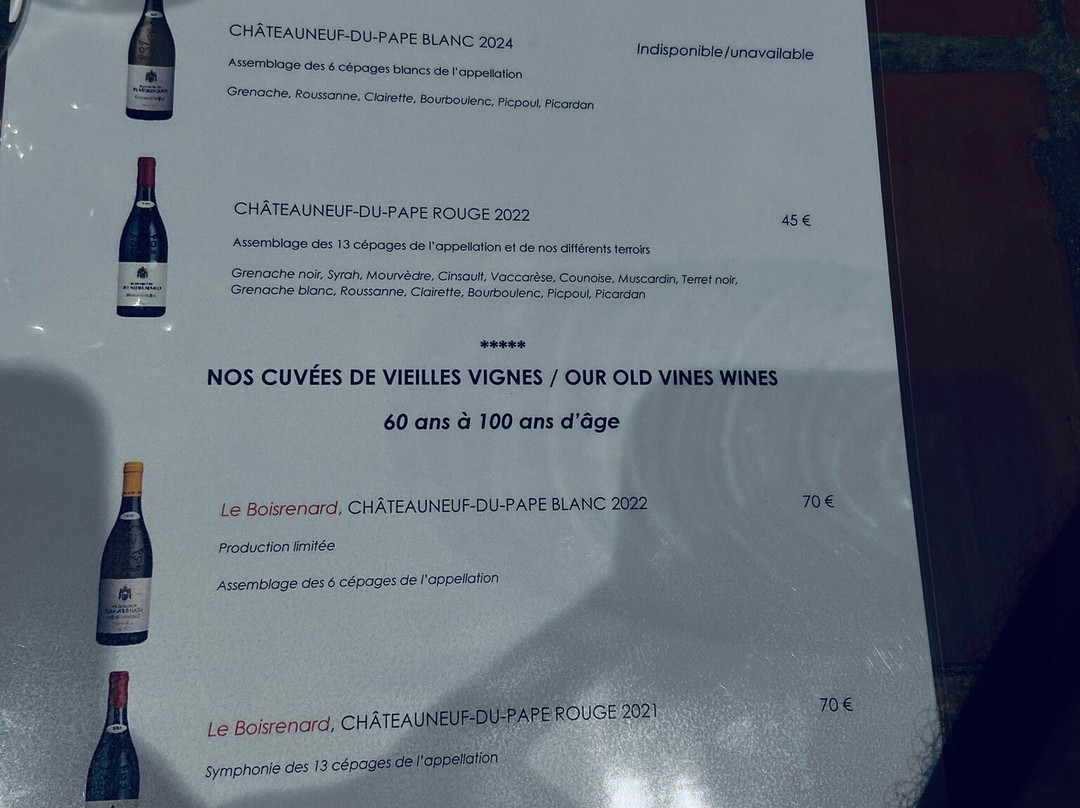 CHÂTEAUNEUF-DU-PAPE BLANC 2024
Indisponible/unavailable
Assemblage des 6 cépages blancs de l'appellation
Grenache, Roussanne, Clairette, Bourboulenc, Picpoul, Picardan
CHÂTEAUNEUF-DU-PAPE ROUGE 2022
45 €
Assemblage des 13 cépages de l'appellation et de nos différents terroirs
Grenache noir, Syrah, Mourvèdre, Cinsault, Vaccarèse, Counoise, Muscardin, Terret noir,
Grenache blanc, Roussanne, Clairette, Bourboulenc, Picpoul, Picardan
*****
NOS CUVÉES DE VIEILLES VIGNES / OUR OLD VINES WINES
60 ans à 100 ans d'âge
Le Boisrenard, CHÂTEAUNEUF-DU-PAPE BLANC 2022
70 €
Production limitée
Assemblage des 6 cépages de l'appellation
Le Boisrenard, CHÂTEAUNEUF-DU-PAPE ROUGE 2021
70 €
Symphonie des 13 cépages de l'appellation